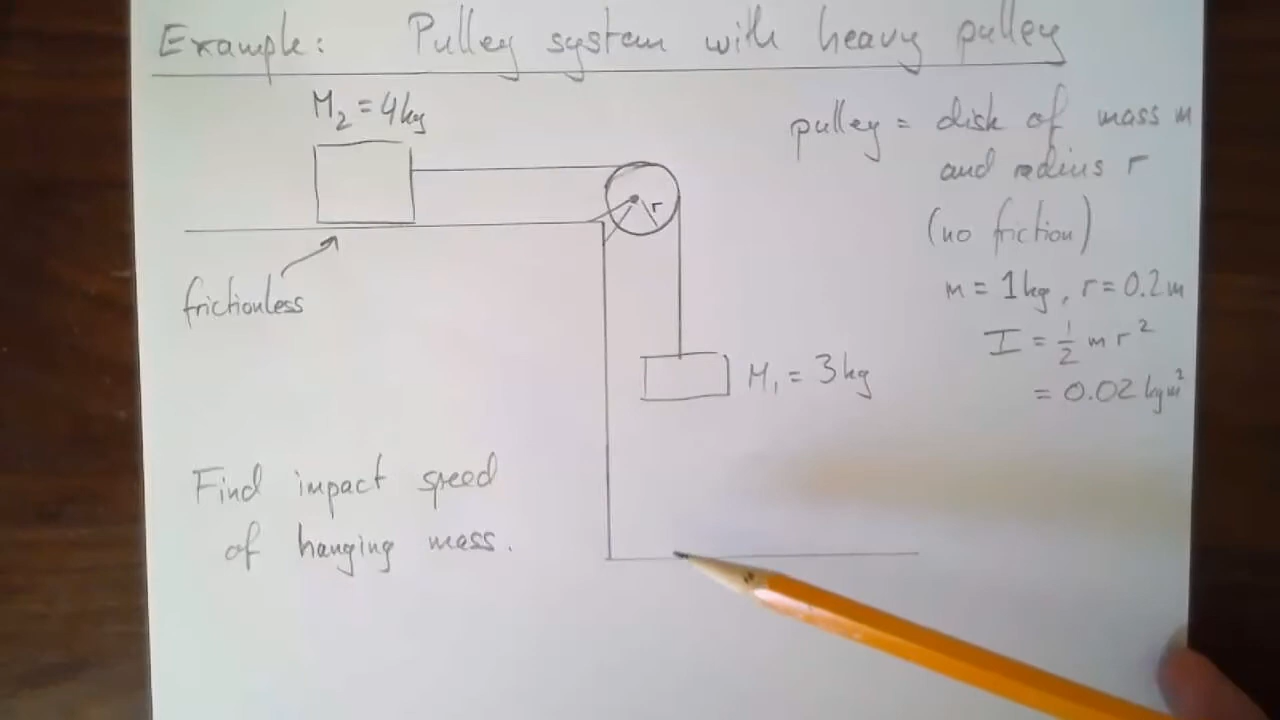 Example: Pulley system with heavy pulley
M₂ = 4kg
pulley = disk of mass m
and radius r
(no friction)
m = 1kg, r = 0.2m
I = ½ m r²
= 0.02 kgm²
r
frictionless
M₁ = 3kg
Find impact speed
of hanging mass.